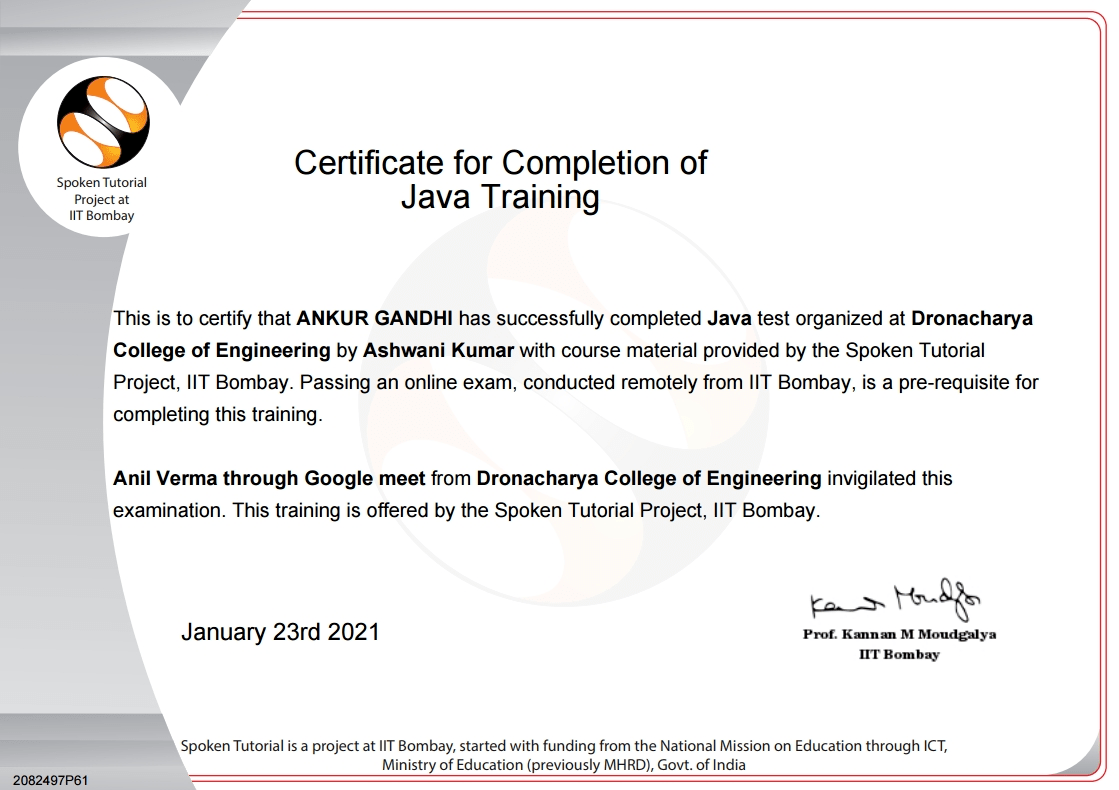 Spoken Tutorial
Project at
IIT Bombay
Certificate for Completion of
Java Training
This is to certify that ANKUR GANDHI has successfully completed Java test organized at Dronacharya
College of Engineering by Ashwani Kumar with course material provided by the Spoken Tutorial
Project, IIT Bombay. Passing an online exam, conducted remotely from IIT Bombay, is a pre-requisite for
completing this training.
Anil Verma through Google meet from Dronacharya College of Engineering invigilated this
examination. This training is offered by the Spoken Tutorial Project, IIT Bombay.
January 23rd 2021
Prof. Kannan M Moudgalya
IIT Bombay
Spoken Tutorial is a project at IIT Bombay, started with funding from the National Mission on Education through ICT,
Ministry of Education (previously MHRD), Govt. of India
2082497P61